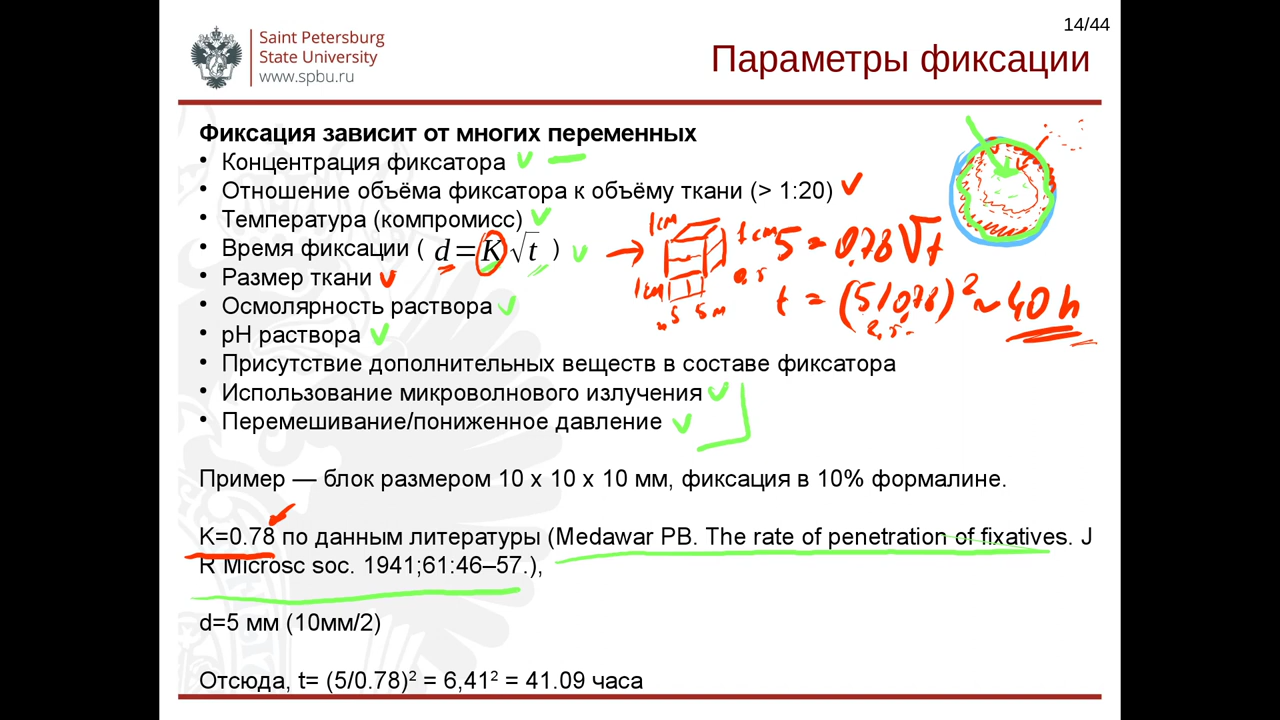 14/44
Saint Petersburg
State University
www.spbu.ru
Параметры фиксации
Фиксация зависит от многих переменных
• Концентрация фиксатора
• Отношение объёма фиксатора к объёму ткани (> 1:20)
• Температура (компромисс)
• Время фиксации ( d=K√t )
• Размер ткани
• Осмолярность раствора
• pH раствора
• Присутствие дополнительных веществ в составе фиксатора
• Использование микроволнового излучения
• Перемешивание/пониженное давление
1см
1см
5 = 0,78 √t
1см
t = (5/0,78)² ~ 40 h
2,5
Пример — блок размером 10 х 10 х 10 мм, фиксация в 10% формалине.
K=0.78 по данным литературы (Medawar PB. The rate of penetration of fixatives. J
R Microsc soc. 1941;61:46–57.),
d=5 мм (10мм/2)
Отсюда, t= (5/0.78)² = 6,41² = 41.09 часа